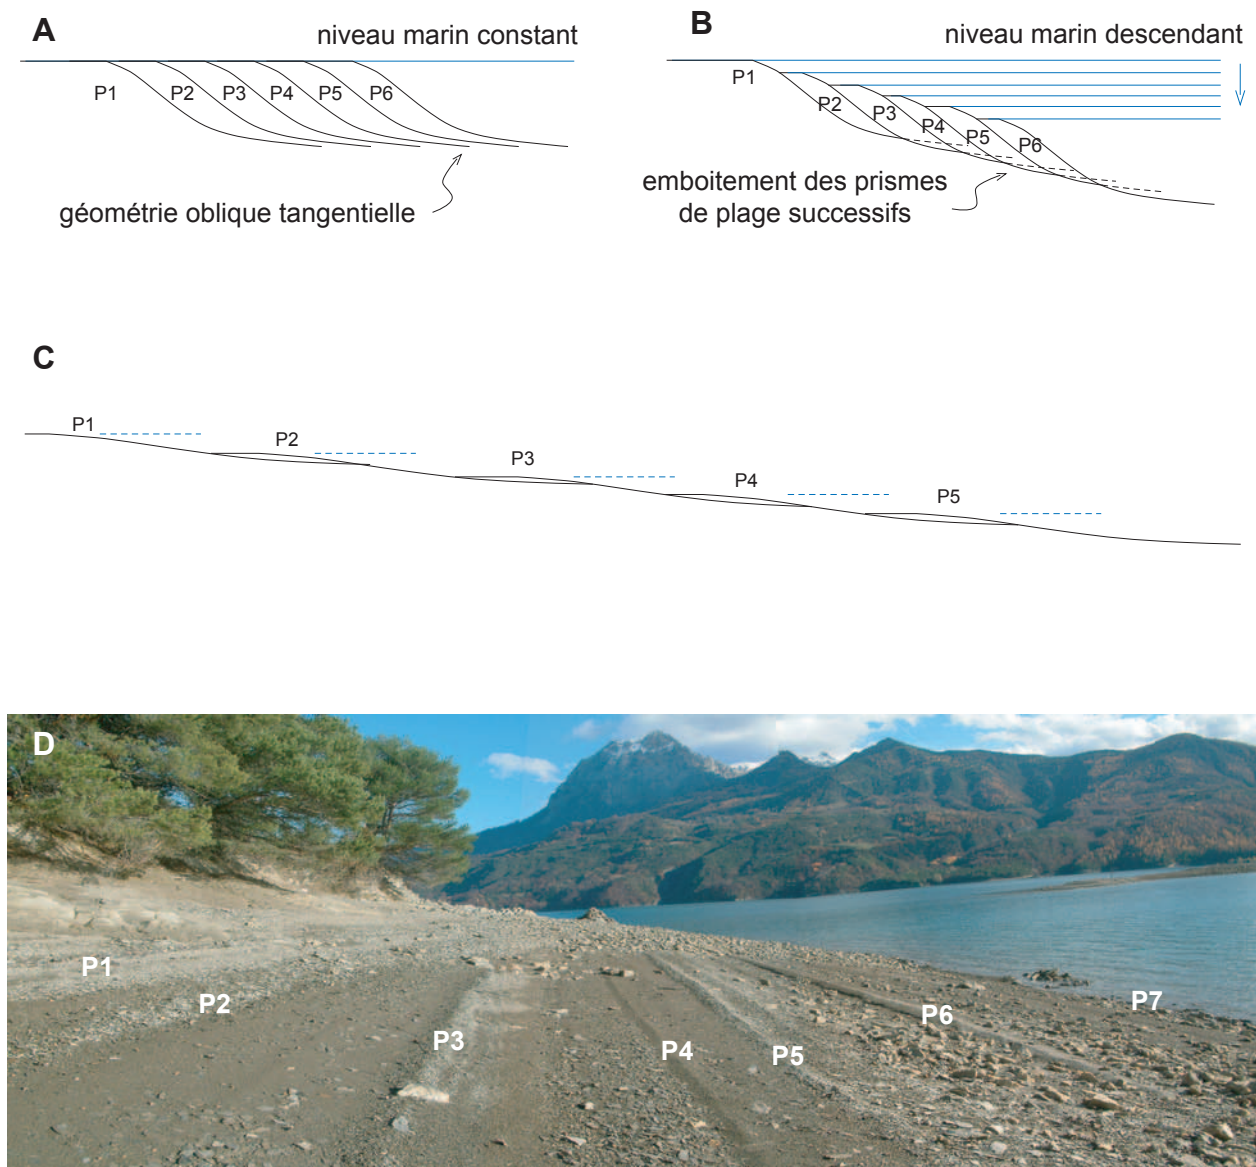 A
niveau marin constant
P1
P2
P3
P4
P5
P6
géométrie oblique tangentielle
B
niveau marin descendant
P1
P2
P3
P4
P5
P6
emboitement des prismes
de plage successifs
C
P1
P2
P3
P4
P5
D
P1
P2
P3
P4
P5
P6
P7